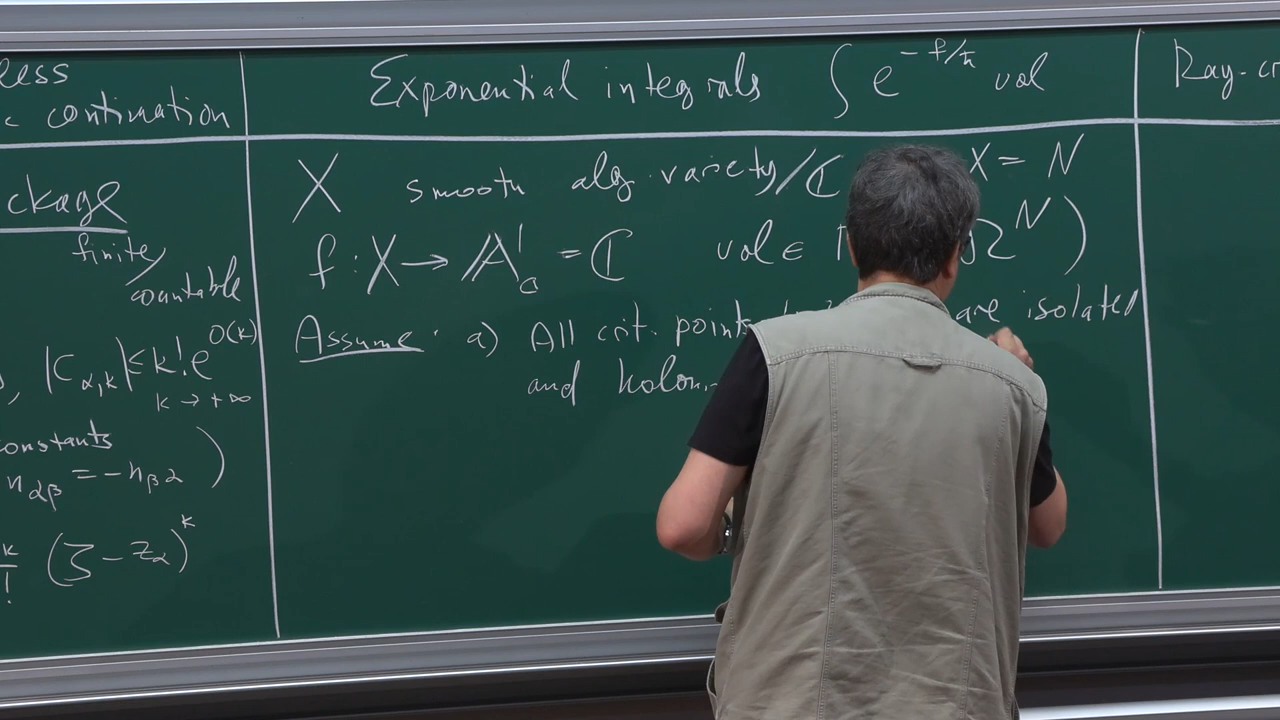 less
c continuation
ckage
finite/
countable
, |c_{α,k}| < k! e^{O(k)}
k → +∞
constants
n_{αβ} = -n_{βα} )
k/! (ζ - z_α)^k
Exponential integrals ∫ e^{-f/ħ} vol
X smooth alg. variety/ℂ X = N
f : X → 𝔸¹_ℂ = ℂ vol ∈ Ω^N )
Assume: a) All crit. points are isolated
and
Ray-